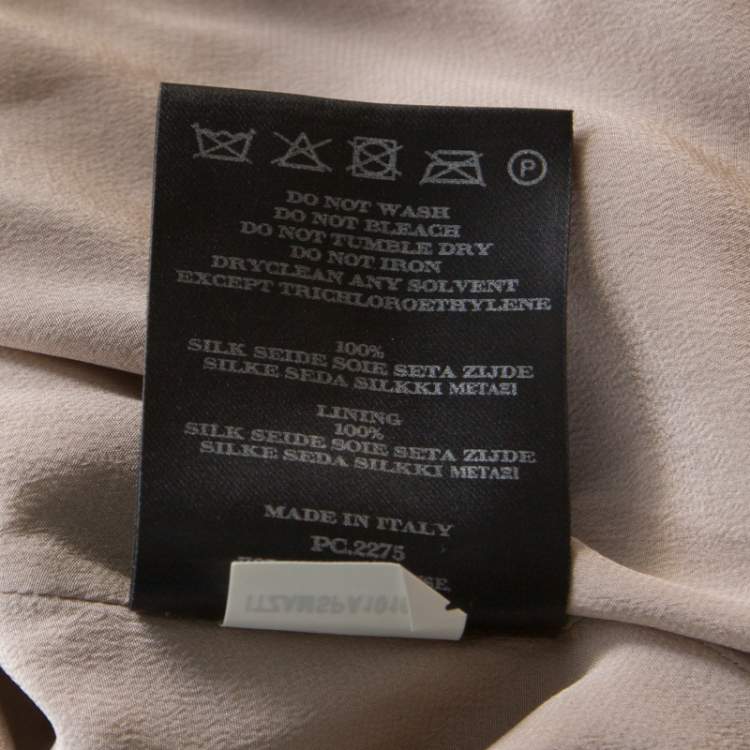 P
DO NOT WASH
DO NOT BLEACH
DO NOT TUMBLE DRY
DO NOT IRON
DRYCLEAN ANY SOLVENT
EXCEPT TRICHLOROETHYLENE
100%
SILK SEIDE SOIE SETA ZIJDE
SILKE SEDA SILKKI ΜΕΤΑΞΙ
LINING
100%
SILK SEIDE SOIE SETA ZIJDE
SILKE SEDA SILKKI ΜΕΤΑΞΙ
MADE IN ITALY
PC.2275